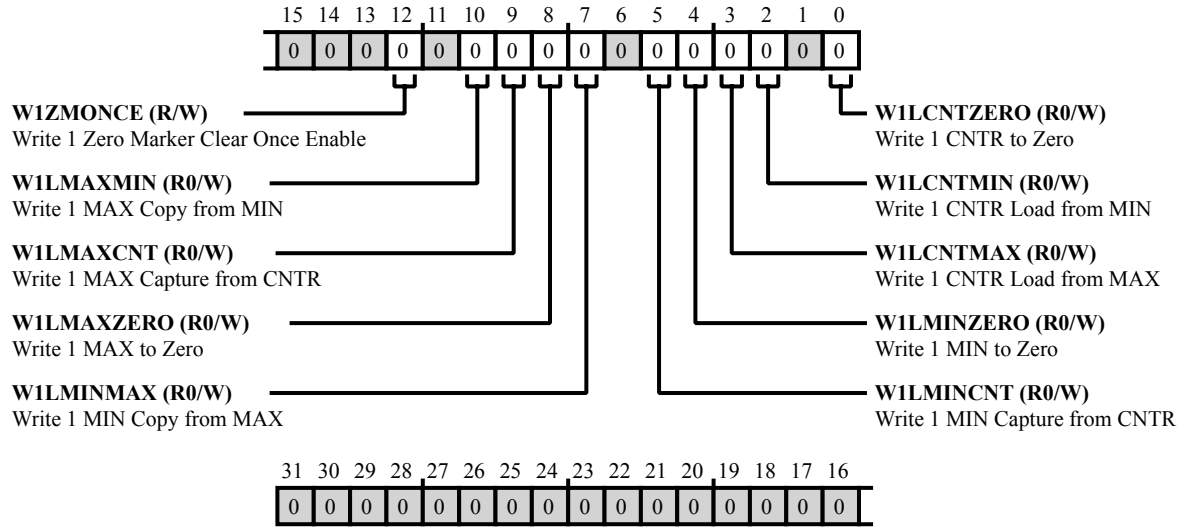 15 14 13 12 11 10 9 8 7 6 5 4 3 2 1 0
0 0 0 0 0 0 0 0 0 0 0 0 0 0 0 0
W1ZMONCE (R/W)
Write 1 Zero Marker Clear Once Enable
W1LMAXMIN (R0/W)
Write 1 MAX Copy from MIN
W1LMAXCNT (R0/W)
Write 1 MAX Capture from CNTR
W1LMAXZERO (R0/W)
Write 1 MAX to Zero
W1LMINMAX (R0/W)
Write 1 MIN Copy from MAX
W1LCNTZERO (R0/W)
Write 1 CNTR to Zero
W1LCNTMIN (R0/W)
Write 1 CNTR Load from MIN
W1LCNTMAX (R0/W)
Write 1 CNTR Load from MAX
W1LMINZERO (R0/W)
Write 1 MIN to Zero
W1LMINCNT (R0/W)
Write 1 MIN Capture from CNTR
31 30 29 28 27 26 25 24 23 22 21 20 19 18 17 16
0 0 0 0 0 0 0 0 0 0 0 0 0 0 0 0